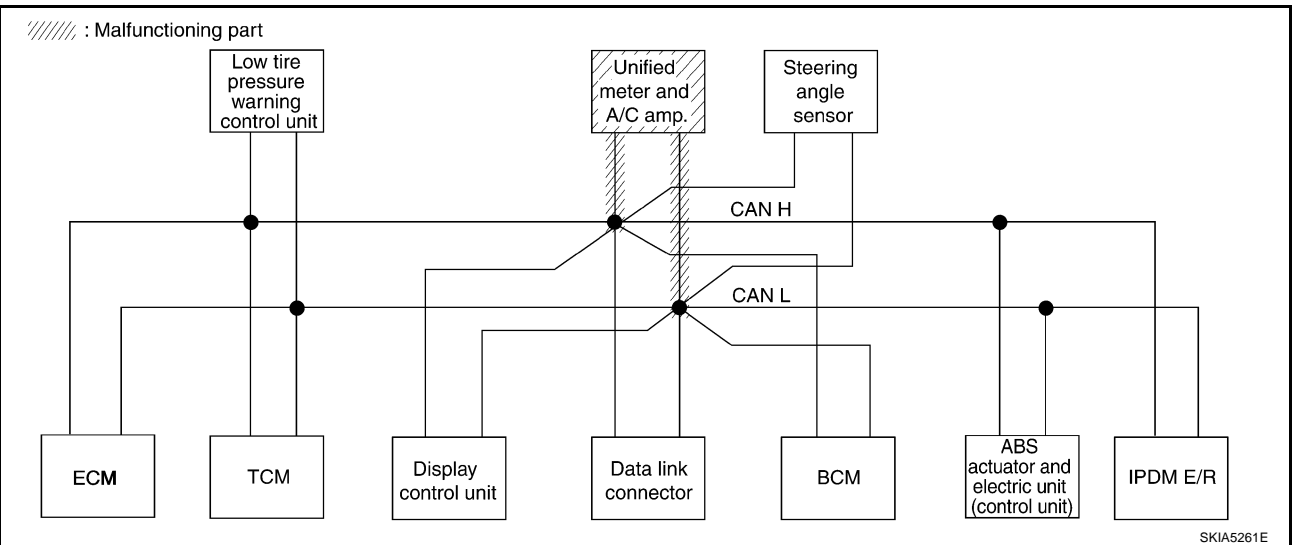 : Malfunctioning part
Low tire
pressure
warning
control unit
Unified
meter and
A/C amp.
Steering
angle
sensor
CAN H
CAN L
ECM
TCM
Display
control unit
Data link
connector
BCM
ABS
actuator and
electric unit
(control unit)
IPDM E/R
SKIA5261E